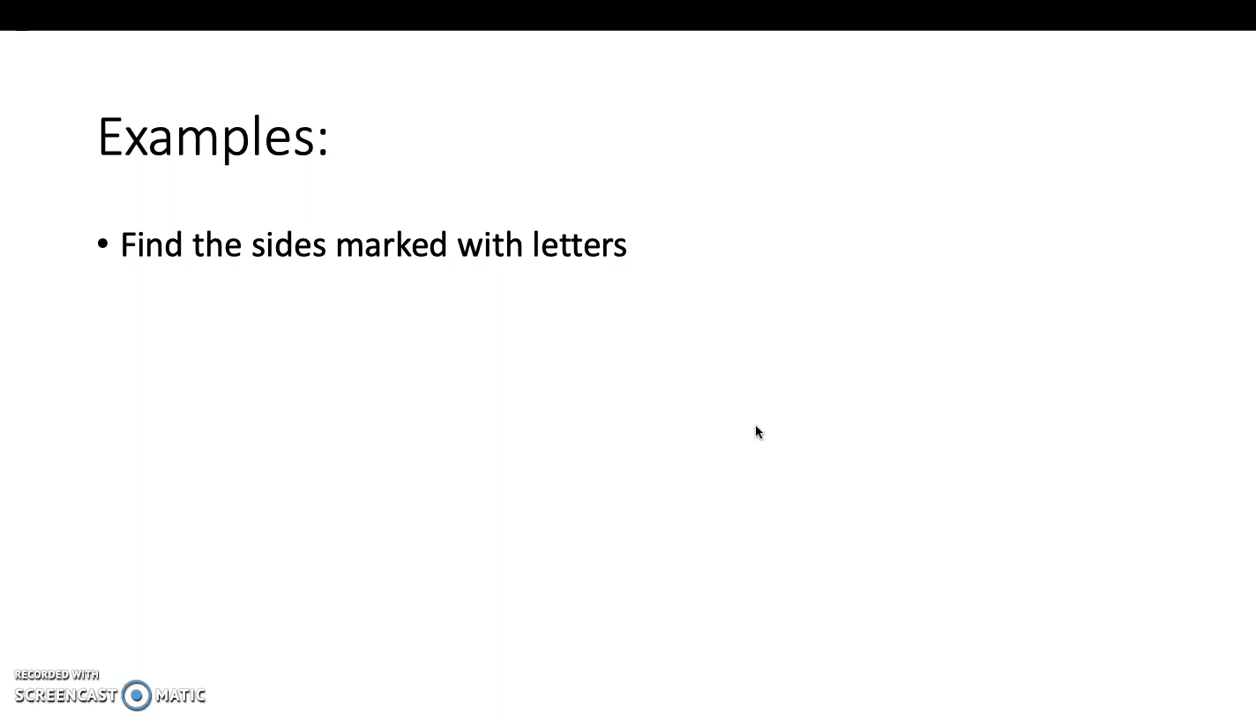 Examples:
• Find the sides marked with letters
RECORDED WITH
SCREENCAST MATIC